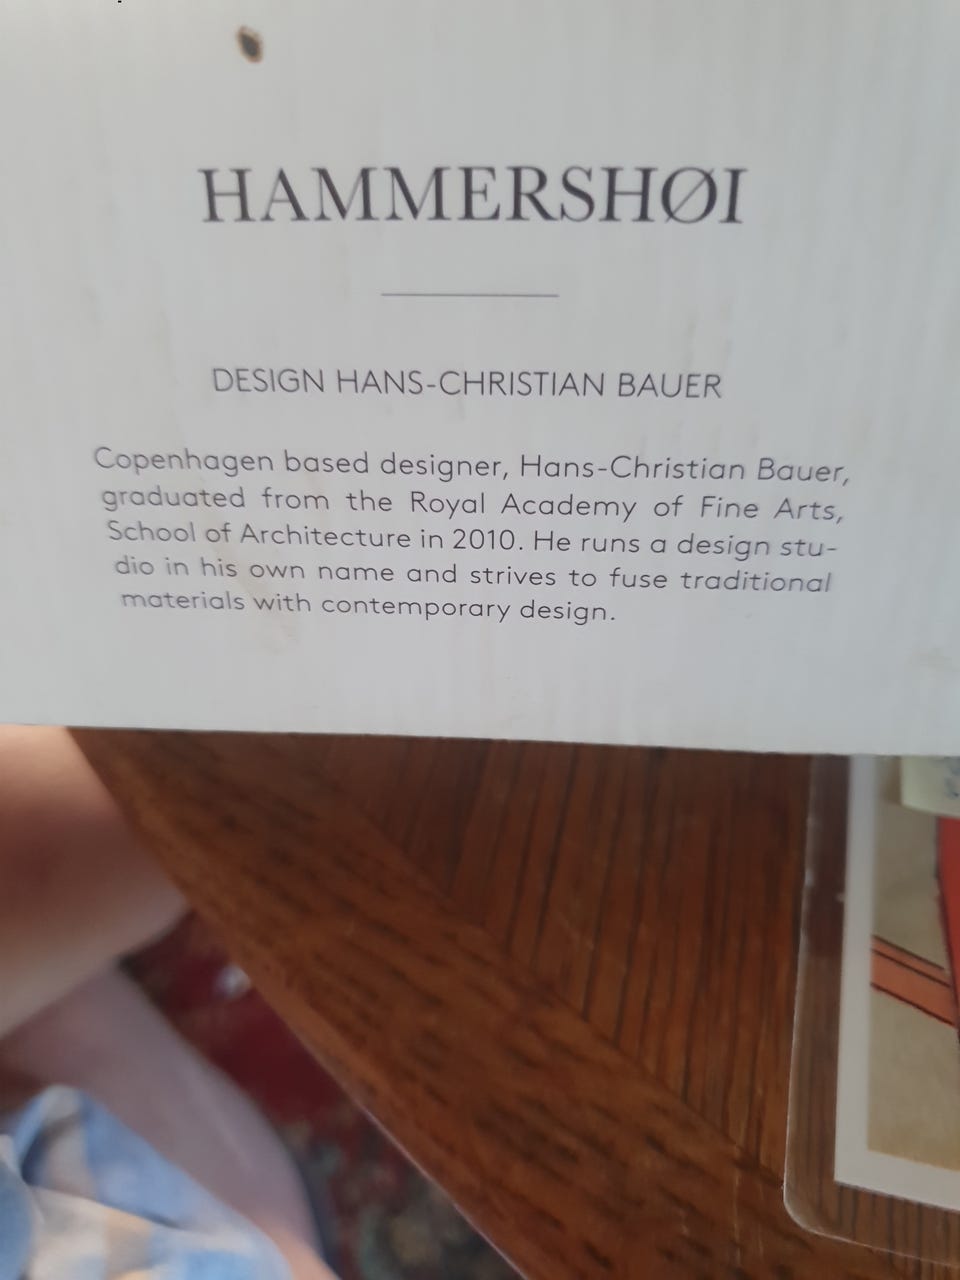 HAMMERSHØI
DESIGN HANS-CHRISTIAN BAUER
Copenhagen based designer, Hans-Christian Bauer,
graduated from the Royal Academy of Fine Arts,
School of Architecture in 2010. He runs a design stu-
dio in his own name and strives to fuse traditional
materials with contemporary design.